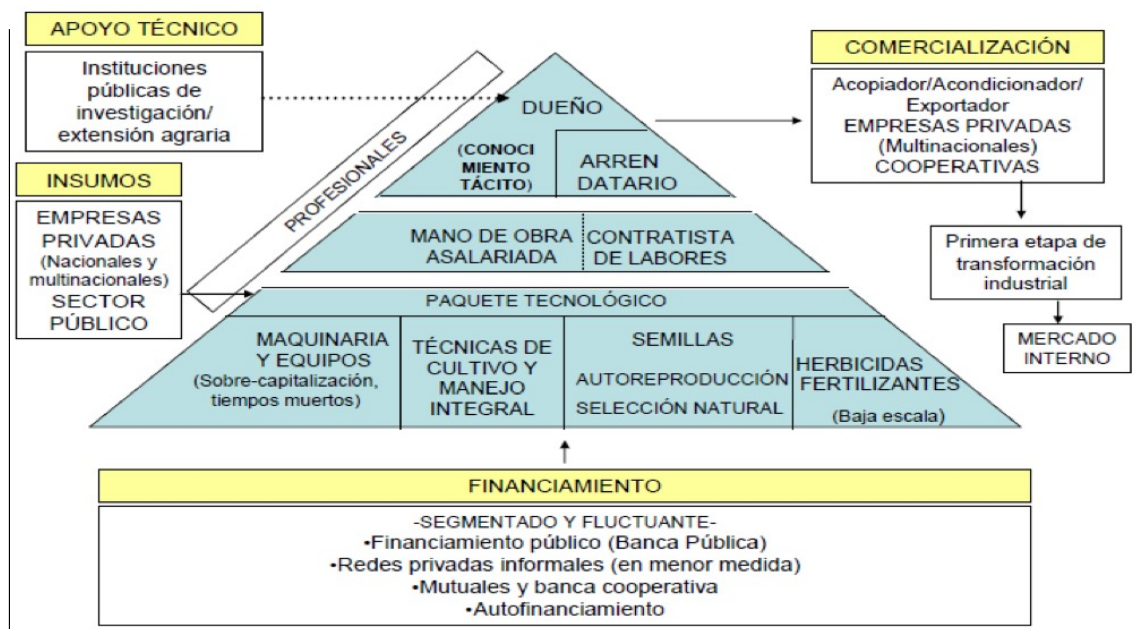 APOYO TÉCNICO
Instituciones
públicas de
investigación/
extensión agraria
INSUMOS
EMPRESAS
PRIVADAS
(Nacionales y
multinacionales)
SECTOR
PÚBLICO
PROFESIONALES
DUEÑO
(CONOCI
MIENTO
TÁCITO)
ARREN
DATARIO
MANO DE OBRA
ASALARIADA
CONTRATISTA
DE LABORES
PAQUETE TECNOLÓGICO
MAQUINARIA
Y EQUIPOS
(Sobre-capitalización,
tiempos muertos)
TÉCNICAS DE
CULTIVO Y
MANEJO
INTEGRAL
SEMILLAS
AUTOREPRODUCCIÓN
SELECCIÓN NATURAL
HERBICIDAS
FERTILIZANTES
(Baja escala)
COMERCIALIZACIÓN
Acopiador/Acondicionador/
Exportador
EMPRESAS PRIVADAS
(Multinacionales)
COOPERATIVAS
Primera etapa de
transformación
industrial
MERCADO
INTERNO
FINANCIAMIENTO
-SEGMENTADO Y FLUCTUANTE-
•Financiamiento público (Banca Pública)
•Redes privadas informales (en menor medida)
•Mutuales y banca cooperativa
•Autofinanciamiento